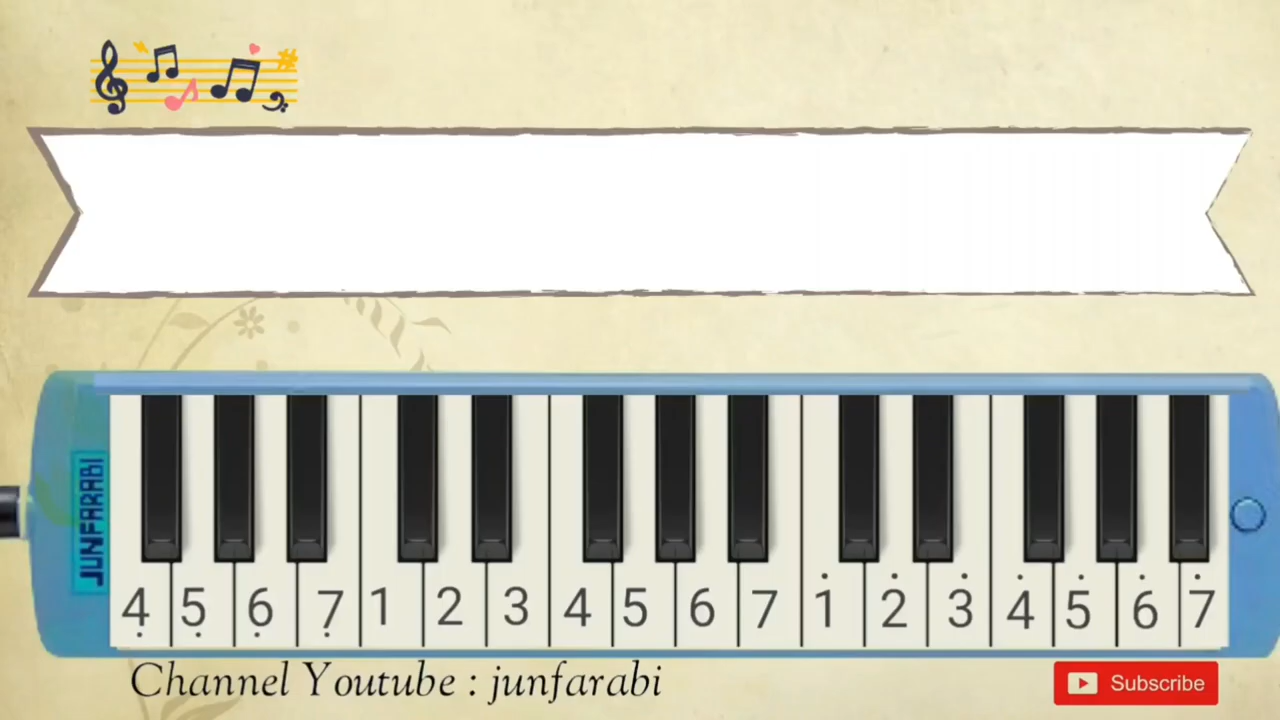 JUNFARABI
4̣ 5̣ 6̣ 7̣ 1 2 3 4 5 6 7 1̇ 2̇ 3̇ 4̇ 5̇ 6̇ 7̇
Channel Youtube : junfarabi
Subscribe